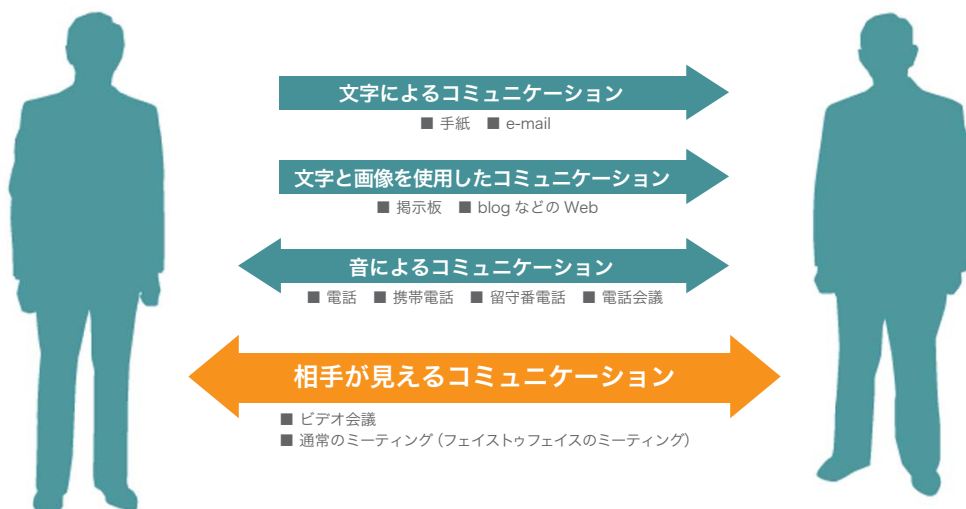 文字によるコミュニケーション
■ 手紙 ■ e-mail
文字と画像を使用したコミュニケーション
■ 掲示板 ■ blog などの Web
音によるコミュニケーション
■ 電話 ■ 携帯電話 ■ 留守番電話 ■ 電話会議
相手が見えるコミュニケーション
■ ビデオ会議
■ 通常のミーティング（フェイストゥフェイスのミーティング）